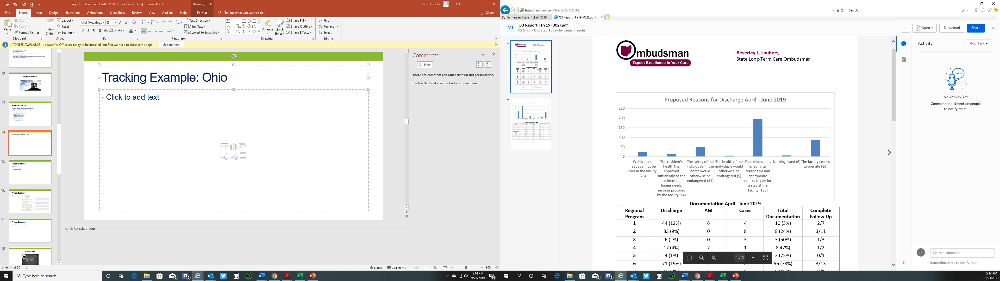 Project final webinar DRAFT 9.20.19 - aol [Read-Only] - PowerPoint
Drawing Tools
Scott Freschi
File Home Insert Design Transitions Animations Slide Show Review View Add-ins Help Format Tell me what you want to do Share
Paste
Cut
Copy
Format Painter
Clipboard
New
Slide
Layout
Reset
Section
Slides
Arial (Headings 40
Font
Text Direction
Align Text
Convert to SmartArt
Paragraph
Arrange
Quick
Styles
Shape Fill
Shape Outline
Shape Effects
Drawing
Find
Replace
Select
Editing
UPDATES AVAILABLE Updates for Office are ready to be installed, but first we need to close some apps. Update now
12
Project Successes
13
Project Successes
14
Tracking Example: Ohio
15
Project Successes
16
Project Successes
17
Project Successes
18
Conclusions
Tracking Example: Ohio
• Click to add text
Click to add notes
Comments
New
There are comments on other slides in this presentation.
Use the Next and Previous buttons to see them.
Slide 14 of 30
Notes Comments 90%
Type here to search
5:14 PM
9/23/2019
https://app.box.com/file/528537727589
Search...
Tennessee Titans Tickets 2019 | ...
Q3 Report FFY19 (002).pdf | ...
V1
Q3 Report FFY19 (002).pdf
Ohio - Updated Today by Jamie Freschi
Open
Download
Share
1
2
Ombudsman
Expect Excellence in Your Care
Beverley L. Laubert,
State Long-Term Care Ombudsman
Proposed Reasons for Discharge April - June 2019
250
200
150
100
50
0
Welfare and
needs cannot be
met in the facility
(25)
The resident's
health has
improved
sufficiently so the
resident no
longer needs
services provided
by the facility (14)
The safety of the
individuals in the
home would
otherwise be
endangered (51)
The health of the
individuals would
otherwise be
endangered (5)
The resident has
failed, after
reasonable and
appropriate
notice, to pay for
a stay at the
facility (195)
Nothing listed (6)
The facility ceases
to operate (86)
Documentation April - June 2019
Regional Program Discharge AGI Cases Total Documentation Complete Follow Up
1 44 (12%) 6 4 10 (3%) 2/7
2 33 (9%) 0 8 8 (24%) 3/11
3 6 (2%) 0 3 3 (50%) 1/3
4 17 (4%) 7 1 8 47%) 1/2
5 4 (1%) 3 (75%) 0/1
6 71 (19%) 56 (78%) 3/13
1 / 2
Activity
Add Task
No Activity Yet
Comment and @mention people
to notify them.
JF
Write a comment
@mention users to notify them.
5:14 PM
9/23/2019